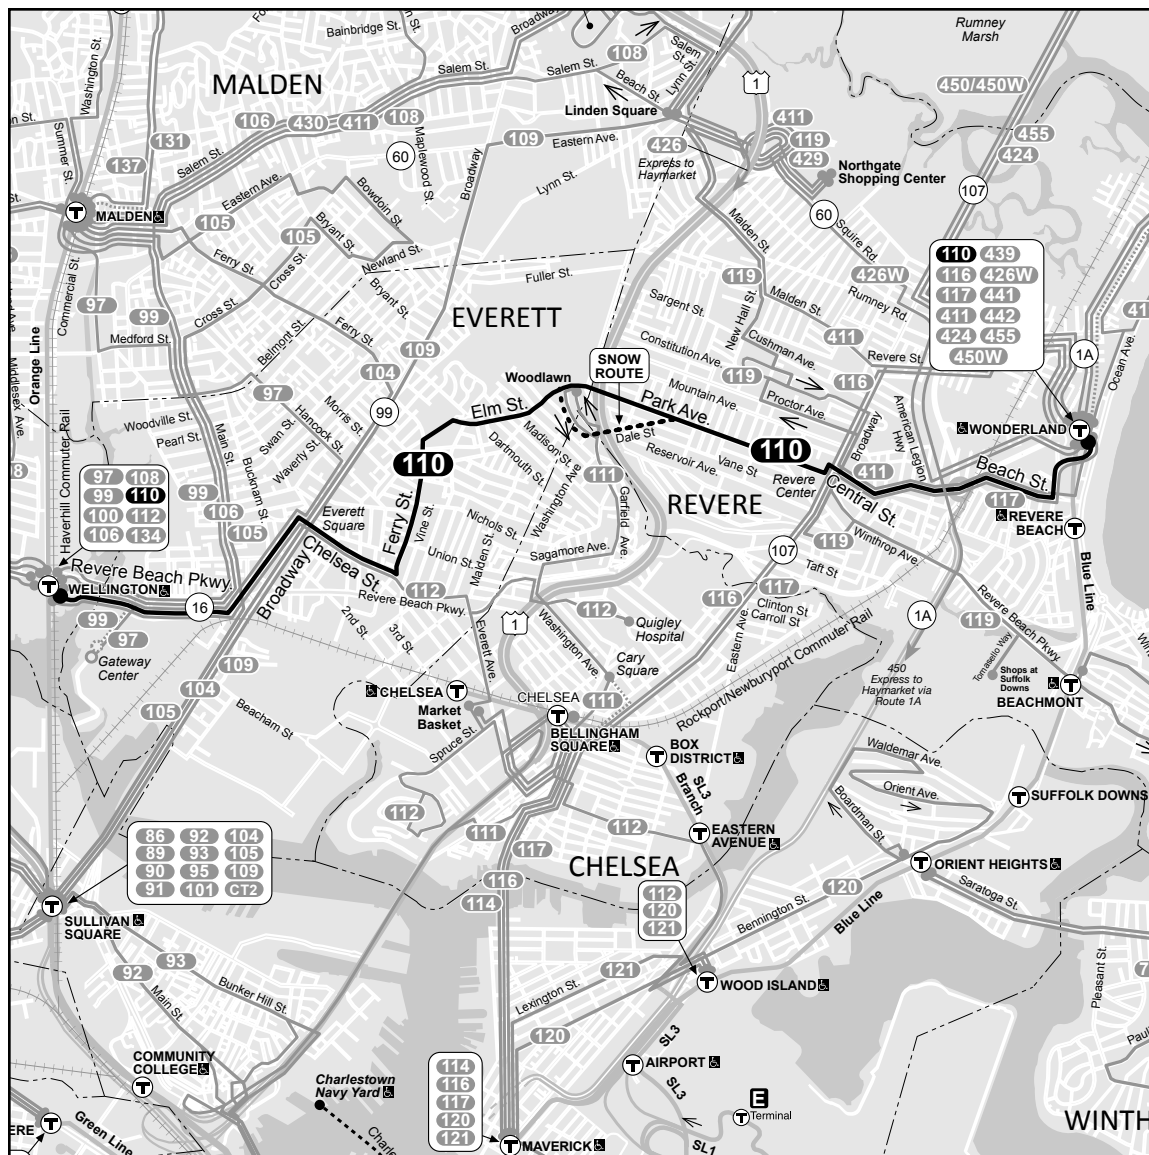 Bainbridge St.
Broadway
Rumney
Marsh
Washington St.
Salem St.
Salem St.
108
Salem St.
Lynn St.
Beach St.
1
450/450W
MALDEN
Linden Square
106
430
411
108
109
Eastern Ave.
411
119
429
455
424
Summer St.
131
137
Salem St.
60
Maplewood St.
Broadway
426
Express to
Haymarket
Northgate
Shopping Center
107
Lynn St.
Eastern Ave.
Bowdoin St.
MALDEN
105
105
Bryant St.
Newland St.
Ferry St.
Cross St.
Malden St.
60
Squire Rd.
110 439
116 426W
117 441
411 442
424 455
450W
Commercial St.
97
99
Fuller St.
Bryant St.
119
426W
Rumney Rd.
Sargent St.
New Hall St.
Malden St.
Cross St.
Medford St.
Belmont St.
Ferry St.
EVERETT
109
411
Cushman Ave.
Constitution Ave.
Revere St.
1A
Ocean Ave.
Orange Line
Middlesex Ave.
104
97
SNOW
ROUTE
Woodlawn
119
116
Mountain Ave.
Proctor Ave.
Woodville St.
Pearl St.
Main St.
Hancock St.
Morris St.
99
Elm St.
Park Ave.
Broadway
American Legion
Hwy
WONDERLAND
Swan St.
Waverly St.
Bucknam St.
Madison St.
Dartmouth St.
Dale St
Reservoir Ave.
Vane St
110
110
Revere
Center
411
Beach St.
Central St.
97 108
99 110
100 112
106 134
Haverhill Commuter Rail
99
106
105
Everett
Square
Ferry St.
Vine St.
Nichols St.
Washington Ave
111
Garfield Ave.
REVERE
117
REVERE
BEACH
Chelsea St.
Union St.
Malden St.
Sagamore Ave.
107
119
Winthrop Ave
Taft St
Revere Beach Pkwy.
WELLINGTON
16
Broadway
112
Revere Beach Pkwy.
116
117
Clinton St
Carroll St
Blue Line
99
97
Gateway
Center
2nd St.
3rd St.
Everett Ave.
1
Washington Ave.
112
Quigley
Hospital
Eastern Ave.
1A
119
Revere Beach Pkwy.
Tomasello Way
Shops at
Suffolk
Downs
Cary
Square
Rockport/Newburyport Commuter Rail
450
Express to
Haymarket via
Route 1A
BEACHMONT
109
104
105
Beacham St
CHELSEA
Market
Basket
CHELSEA
111
BELLINGHAM
SQUARE
Spruce St.
BOX
DISTRICT
SL3
Branch
Waldemar Ave.
Orient Ave.
Boardman St.
SUFFOLK DOWNS
112
111
112
EASTERN
AVENUE
117
86 92 104
89 93 105
90 95 109
91 101 CT2
CHELSEA
116
114
112
120
121
ORIENT HEIGHTS
120
Saratoga St.
Bennington St.
Blue Line
SULLIVAN
SQUARE
93
92
Bunker Hill St.
Main St.
121
Lexington St.
WOOD ISLAND
Pleasant St.
120
SL3
COMMUNITY
COLLEGE
Charlestown
Navy Yard
114
116
117
120
121
AIRPORT
SL3
E
Terminal
Green Line
MAVERICK
SL1
WINTH